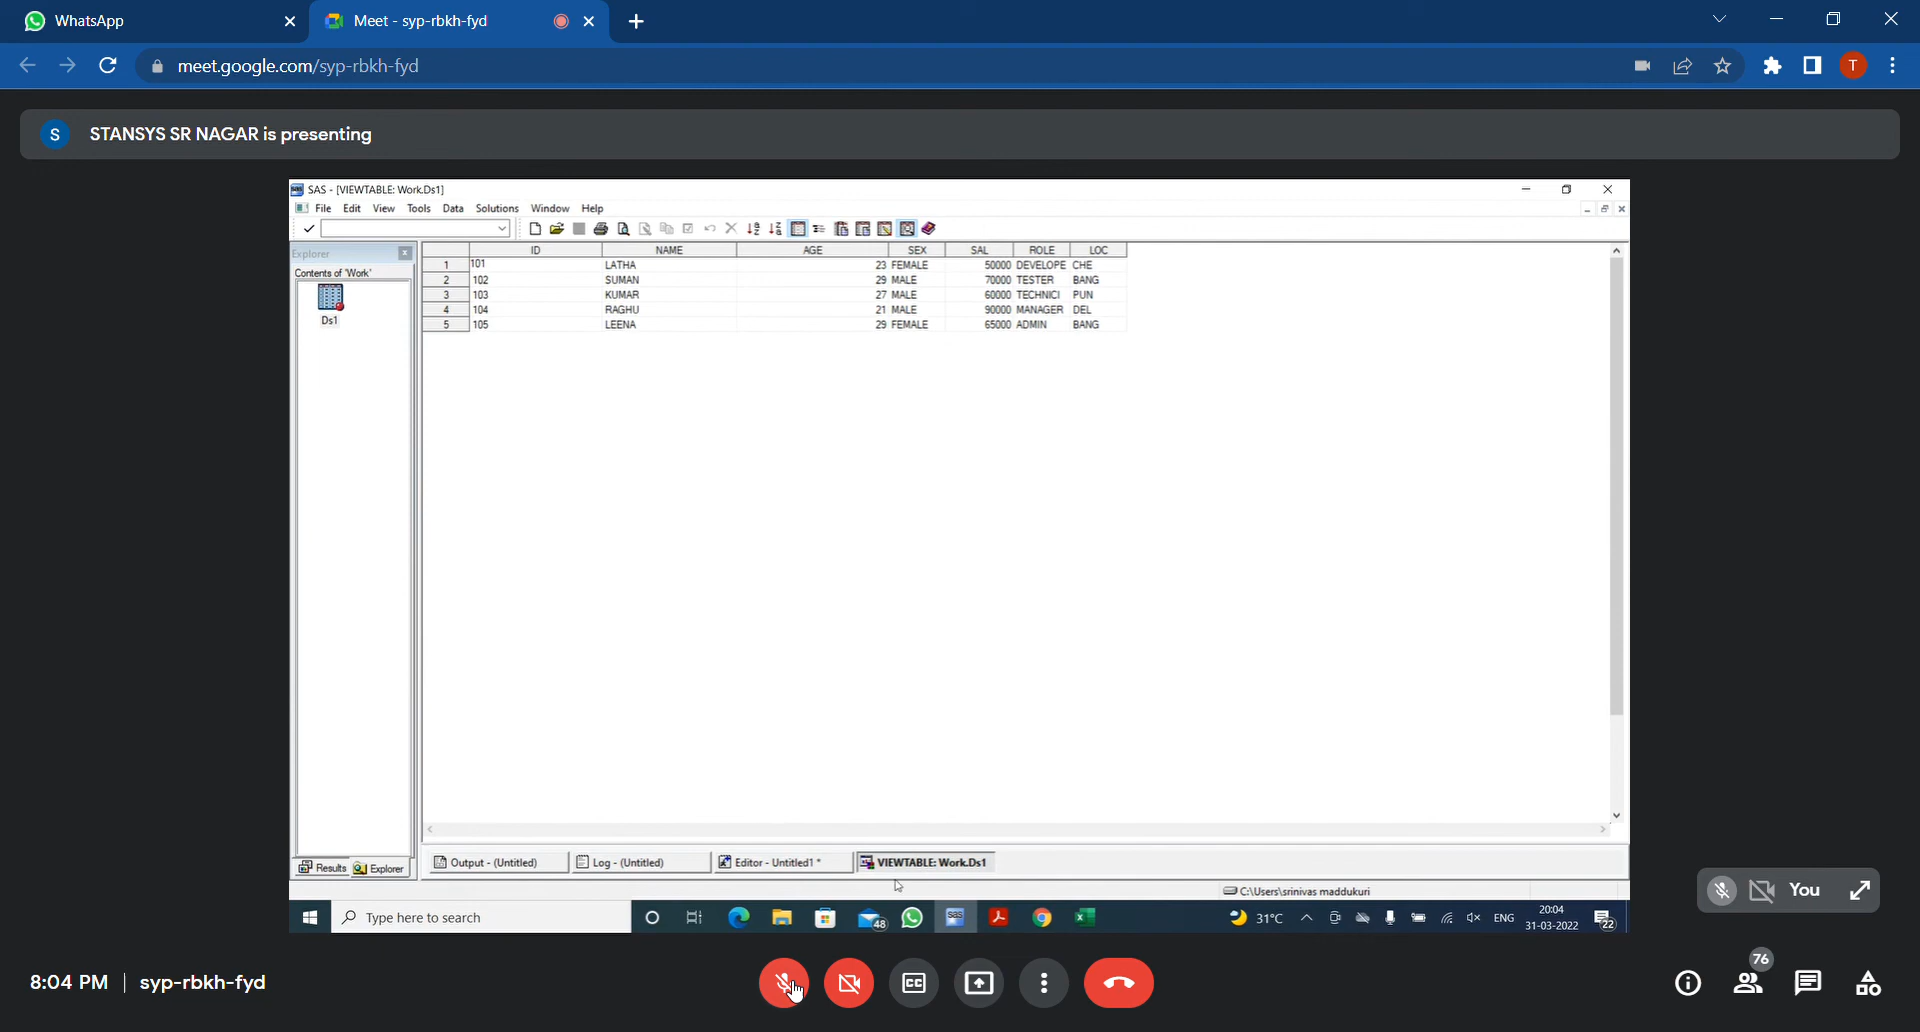 WhatsApp
Meet - syp-rbkh-fyd
meet.google.com/syp-rbkh-fyd
T
S STANSYS SR NAGAR is presenting
SAS - [VIEWTABLE: Work.Ds1]
File Edit View Tools Data Solutions Window Help
Explorer
Contents of 'Work'
Ds1
ID NAME AGE SEX SAL ROLE LOC
1 101 LATHA 23 FEMALE 50000 DEVELOPE CHE
2 102 SUMAN 29 MALE 70000 TESTER BANG
3 103 KUMAR 27 MALE 60000 TECHNICI PUN
4 104 RAGHU 21 MALE 90000 MANAGER DEL
5 105 LEENA 29 FEMALE 65000 ADMIN BANG
Results Explorer
Output - (Untitled) Log - (Untitled) Editor - Untitled1 * VIEWTABLE: Work.Ds1
C:\Users\srinivas maddukuri
You
Type here to search
48
sas
31°C
ENG
20:04
31-03-2022
22
8:04 PM | syp-rbkh-fyd
CC
76